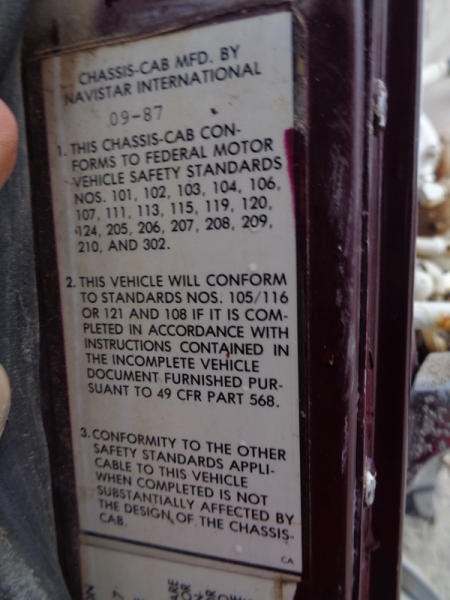 CHASSIS-CAB MFD. BY
NAVISTAR INTERNATIONAL
09-87
1. THIS CHASSIS-CAB CON-
FORMS TO FEDERAL MOTOR
VEHICLE SAFETY STANDARDS
NOS. 101, 102, 103, 104, 106,
107, 111, 113, 115, 119, 120,
124, 205, 206, 207, 208, 209,
210, AND 302.
2. THIS VEHICLE WILL CONFORM
TO STANDARDS NOS. 105/116
OR 121 AND 108 IF IT IS COM-
PLETED IN ACCORDANCE WITH
INSTRUCTIONS CONTAINED IN
THE INCOMPLETE VEHICLE
DOCUMENT FURNISHED PUR-
SUANT TO 49 CFR PART 568.
3. CONFORMITY TO THE OTHER
SAFETY STANDARDS APPLI-
CABLE TO THIS VEHICLE
WHEN COMPLETED IS NOT
SUBSTANTIALLY AFFECTED BY
THE DESIGN OF THE CHASSIS-
CAB.
CA